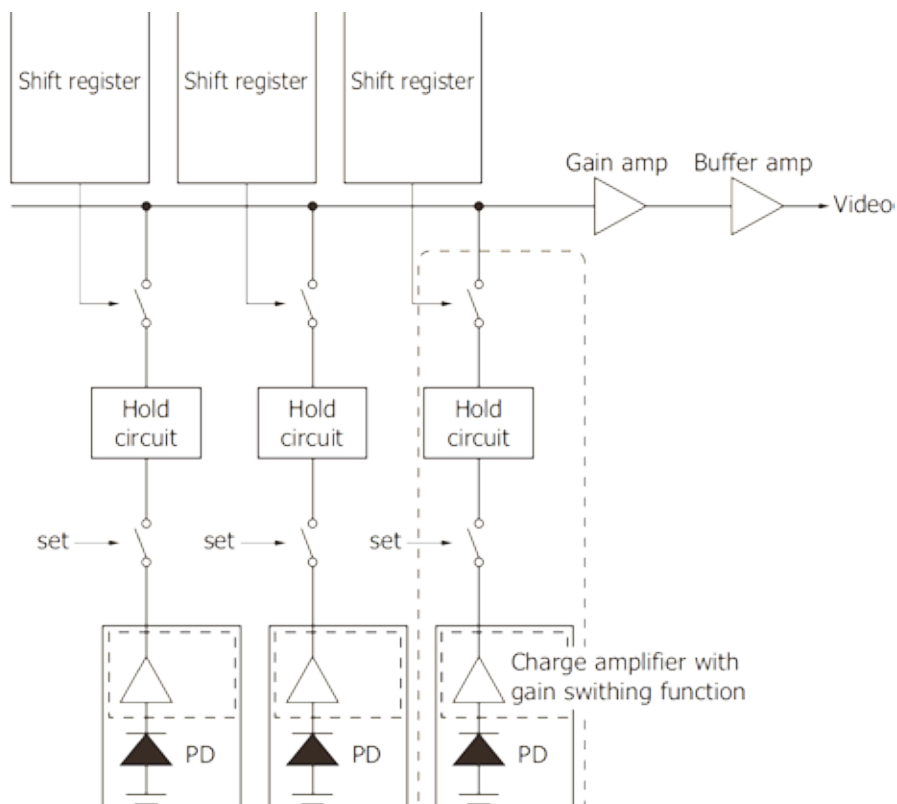 Shift register
Shift register
Shift register
Gain amp
Buffer amp
Video
Hold
circuit
Hold
circuit
Hold
circuit
set
set
set
Charge amplifier with
gain swithing function
PD
PD
PD